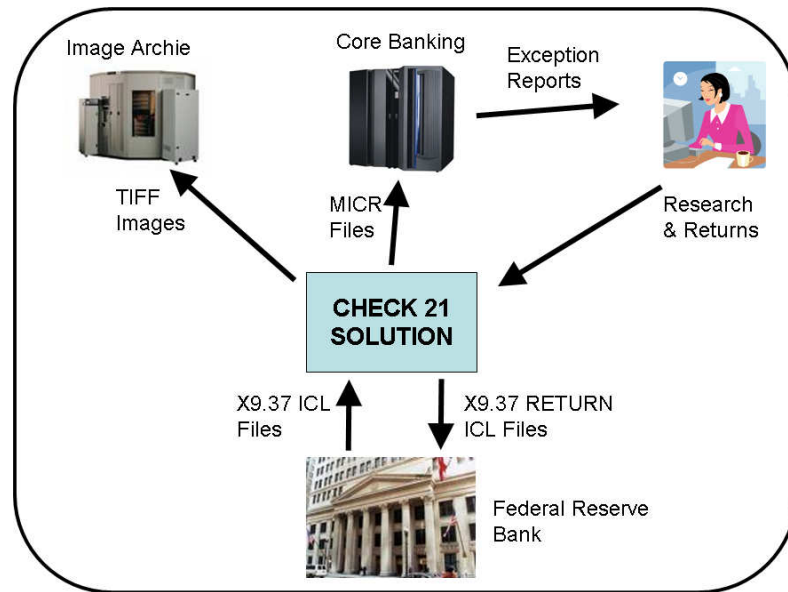 Image Archie
Core Banking
Exception
Reports
TIFF
Images
MICR
Files
Research
& Returns
CHECK 21
SOLUTION
X9.37 ICL
Files
X9.37 RETURN
ICL Files
Federal Reserve
Bank